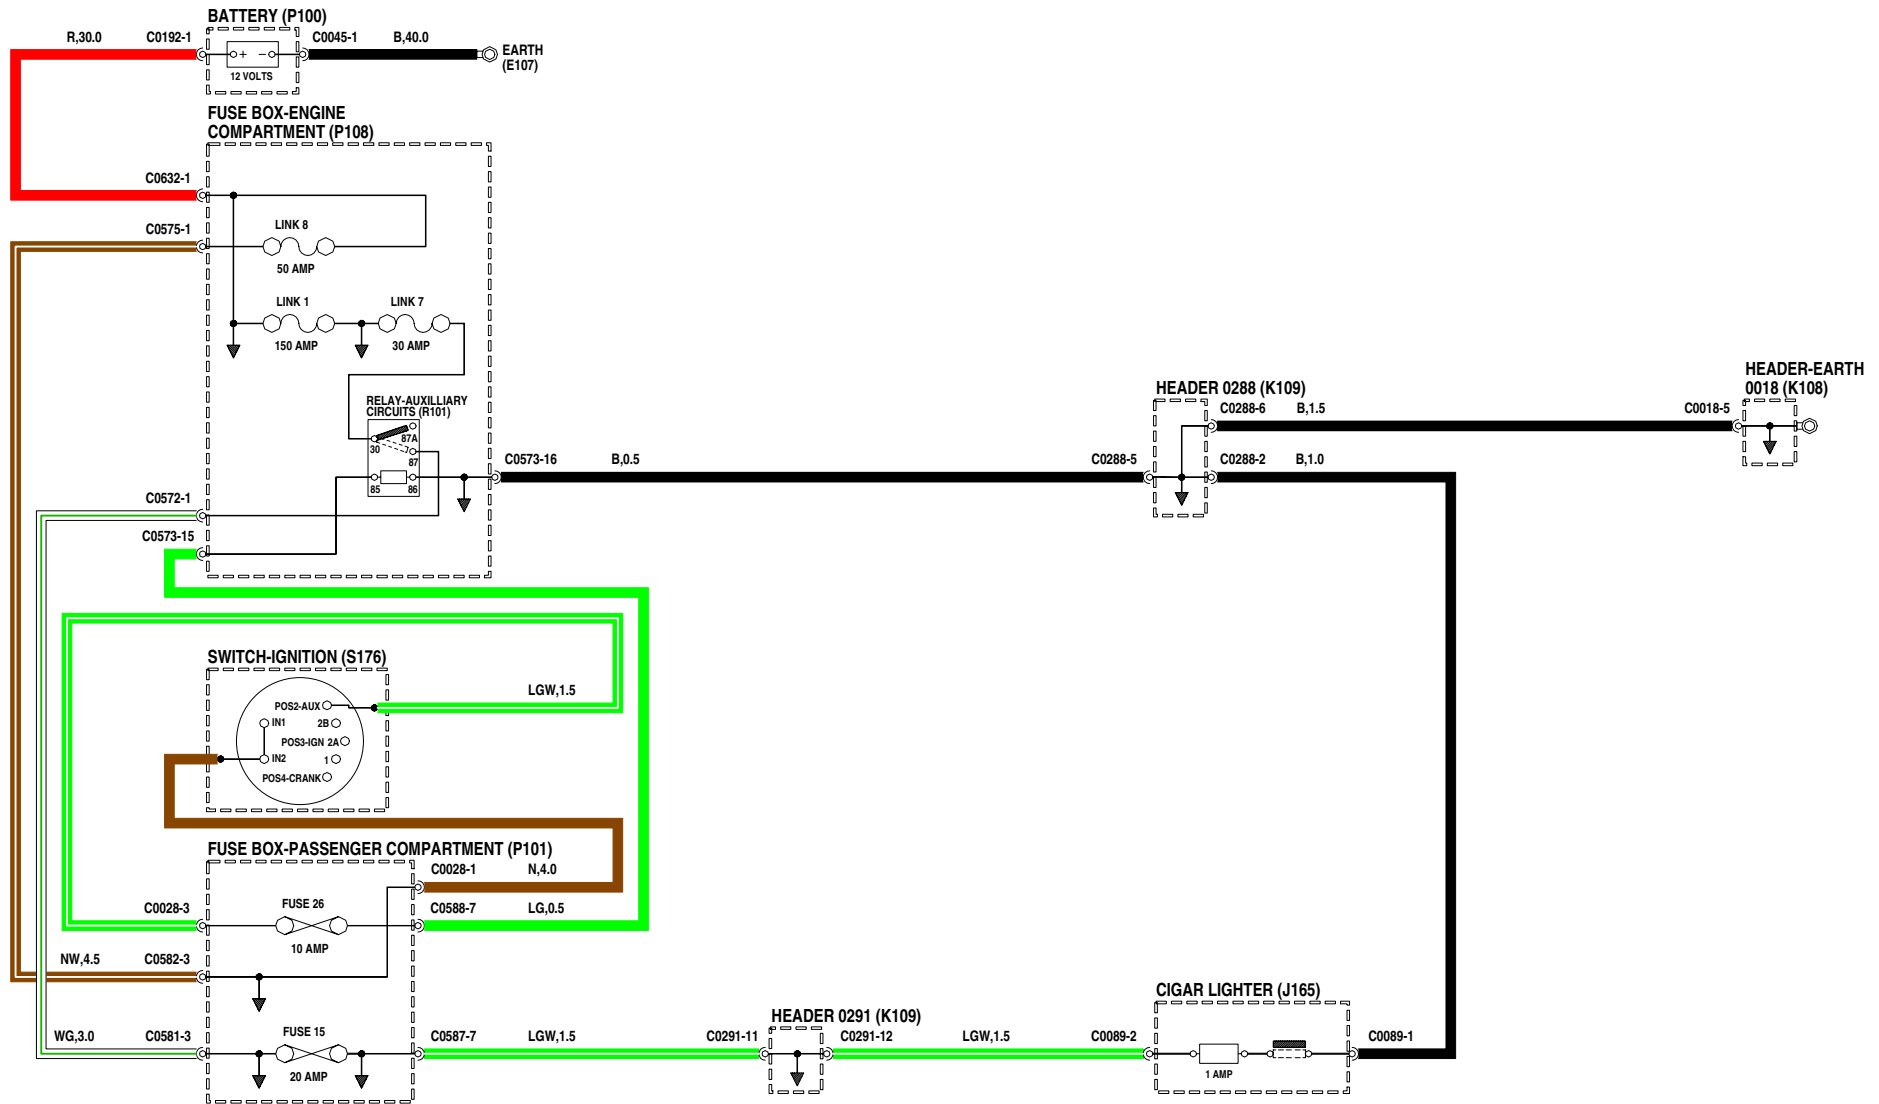 BATTERY (P100)
R,30.0 C0192-1 C0045-1 B,40.0
+ −
12 VOLTS
EARTH
(E107)
FUSE BOX-ENGINE
COMPARTMENT (P108)
C0632-1
C0575-1
LINK 8
50 AMP
LINK 1 LINK 7
150 AMP 30 AMP
RELAY-AUXILLIARY
CIRCUITS (R101)
87A
30
87
85 86
C0572-1
C0573-15
C0573-16 B,0.5 C0288-5
HEADER 0288 (K109)
C0288-6 B,1.5 C0018-5
C0288-2 B,1.0
HEADER-EARTH
0018 (K108)
SWITCH-IGNITION (S176)
LGW,1.5
POS2-AUX
IN1 2B
POS3-IGN 2A
IN2 1
POS4-CRANK
FUSE BOX-PASSENGER COMPARTMENT (P101)
C0028-1 N,4.0
C0028-3 FUSE 26 C0588-7 LG,0.5
10 AMP
NW,4.5 C0582-3
WG,3.0 C0581-3 FUSE 15 C0587-7 LGW,1.5 C0291-11
20 AMP
HEADER 0291 (K109)
C0291-12 LGW,1.5 C0089-2
CIGAR LIGHTER (J165)
C0089-1
1 AMP